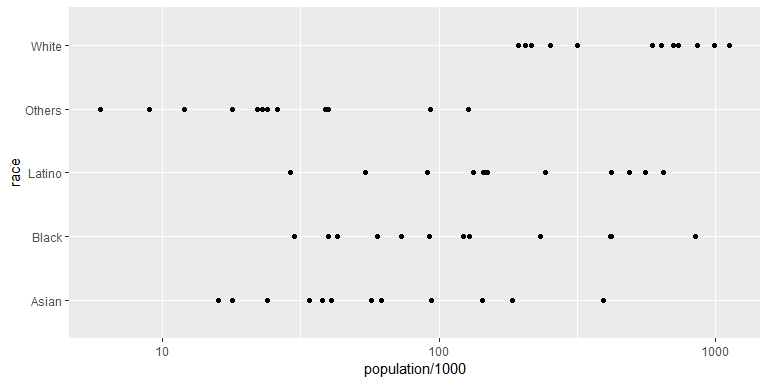 White
Others
Latino
Black
Asian
race
10 100 1000
population/1000